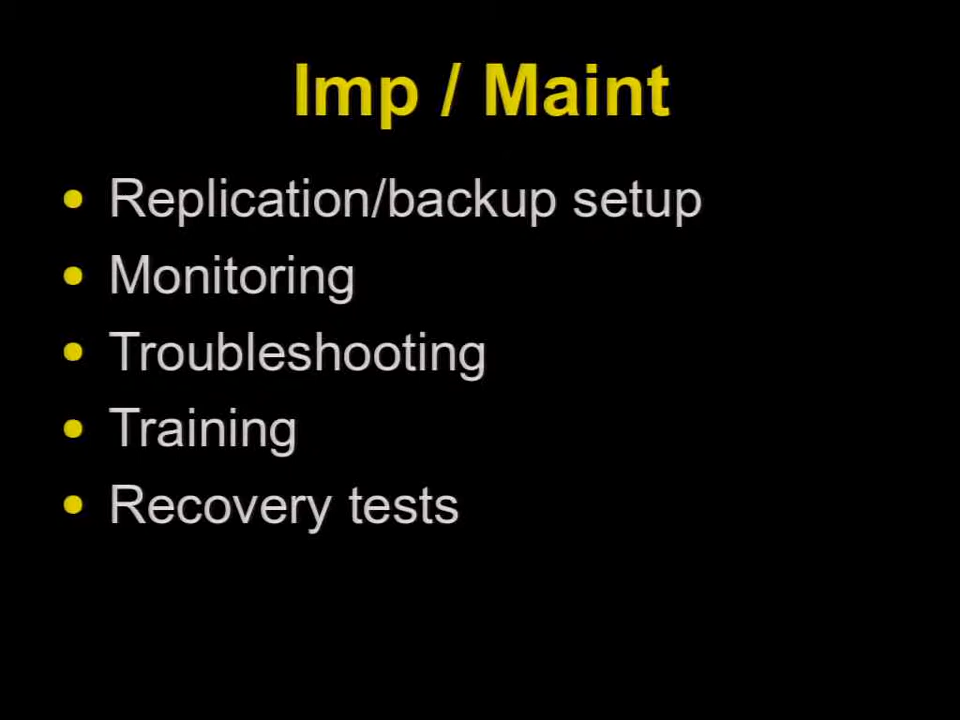 Imp / Maint
• Replication/backup setup
• Monitoring
• Troubleshooting
• Training
• Recovery tests